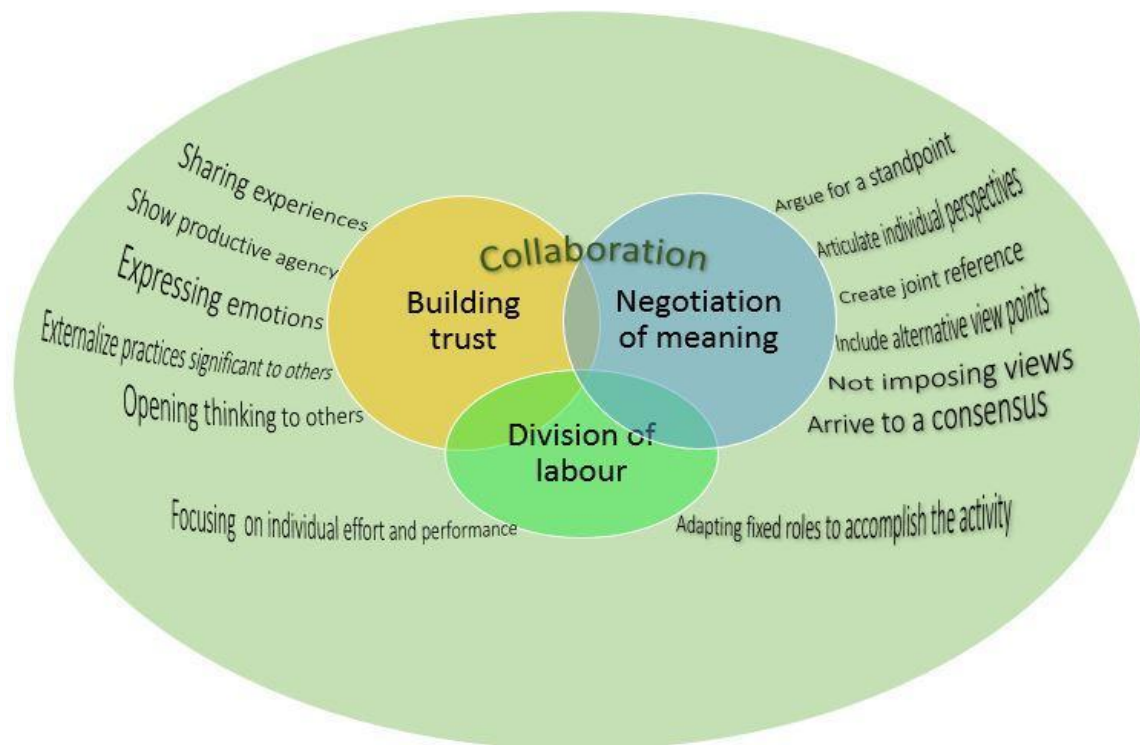 Sharing experiences
Show productive agency
Expressing emotions
Externalize practices significant to others
Opening thinking to others
Collaboration
Building
trust
Negotiation
of meaning
Division of
labour
Argue for a standpoint
Articulate individual perspectives
Create joint reference
Include alternative view points
Not imposing views
Arrive to a consensus
Focusing on individual effort and performance
Adapting fixed roles to accomplish the activity